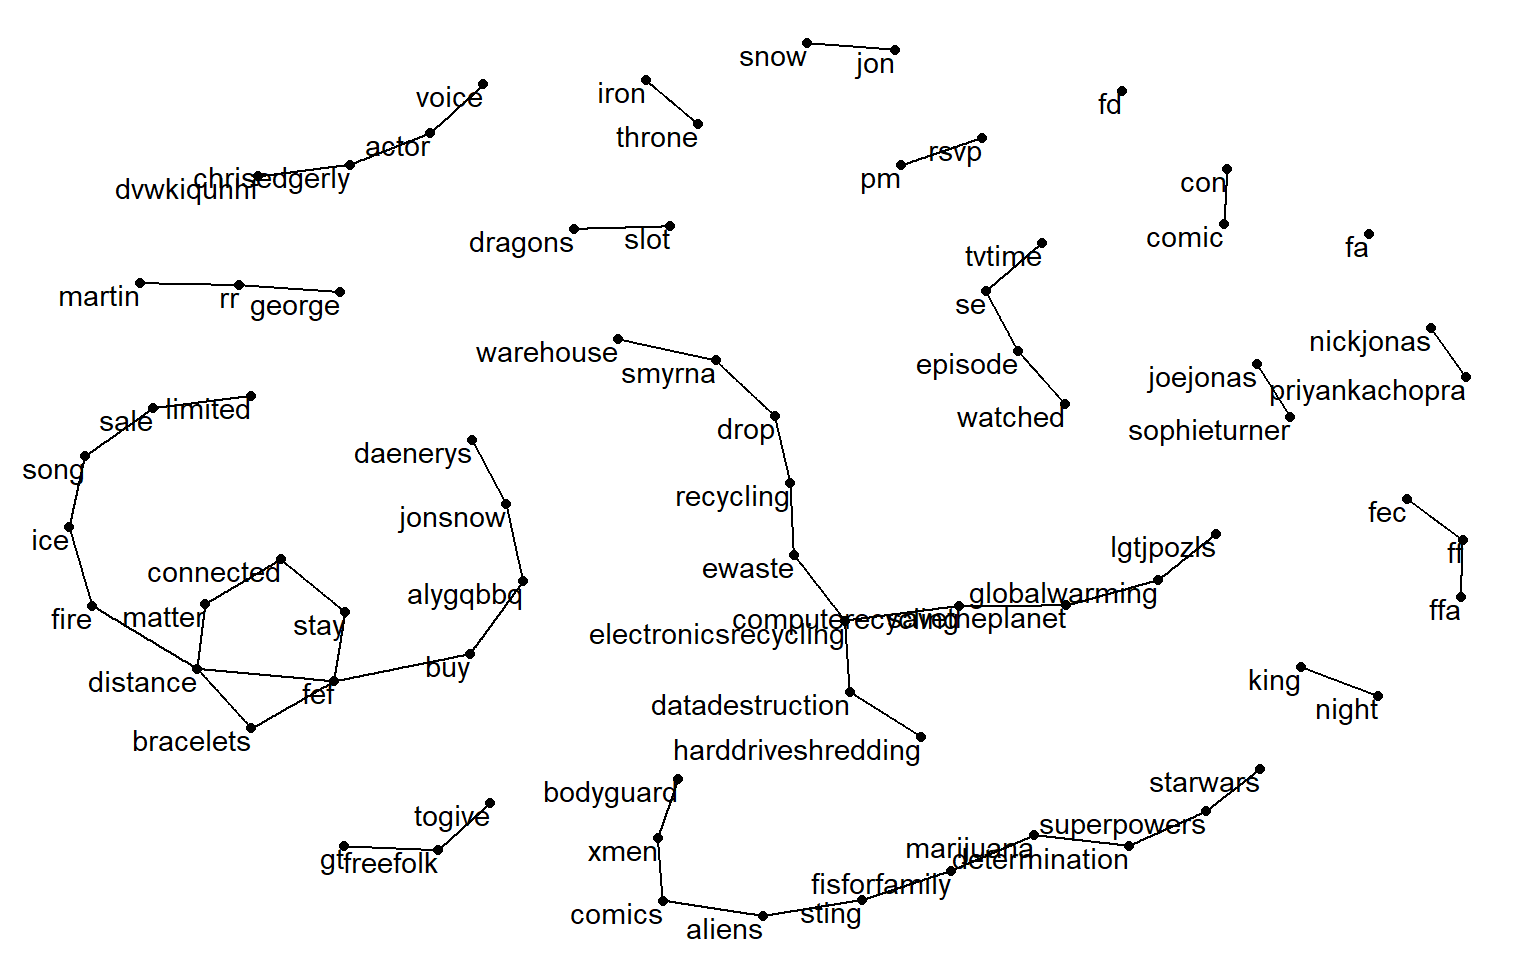 snow
jon
voice
iron
fd
throne
actor
rsvp
chrisedgerly
pm
con
dragons
slot
comic
fa
tvtime
martin
rr
george
se
nickjonas
warehouse
smyrna
episode
joejonas
priyankachopra
sale
limited
drop
watched
sophieturner
daenerys
song
recycling
jonsnow
fec
ice
ewaste
lgtjpozls
ff
connected
alygqbbq
globalwarming
ffa
fire
matter
stay
computerecycling
savetheplanet
electronicsrecycling
distance
fef
buy
king
datadestruction
night
bracelets
harddriveshredding
bodyguard
starwars
togive
superpowers
gt
freefolk
xmen
marijuana
determination
fisforfamily
comics
sting
aliens